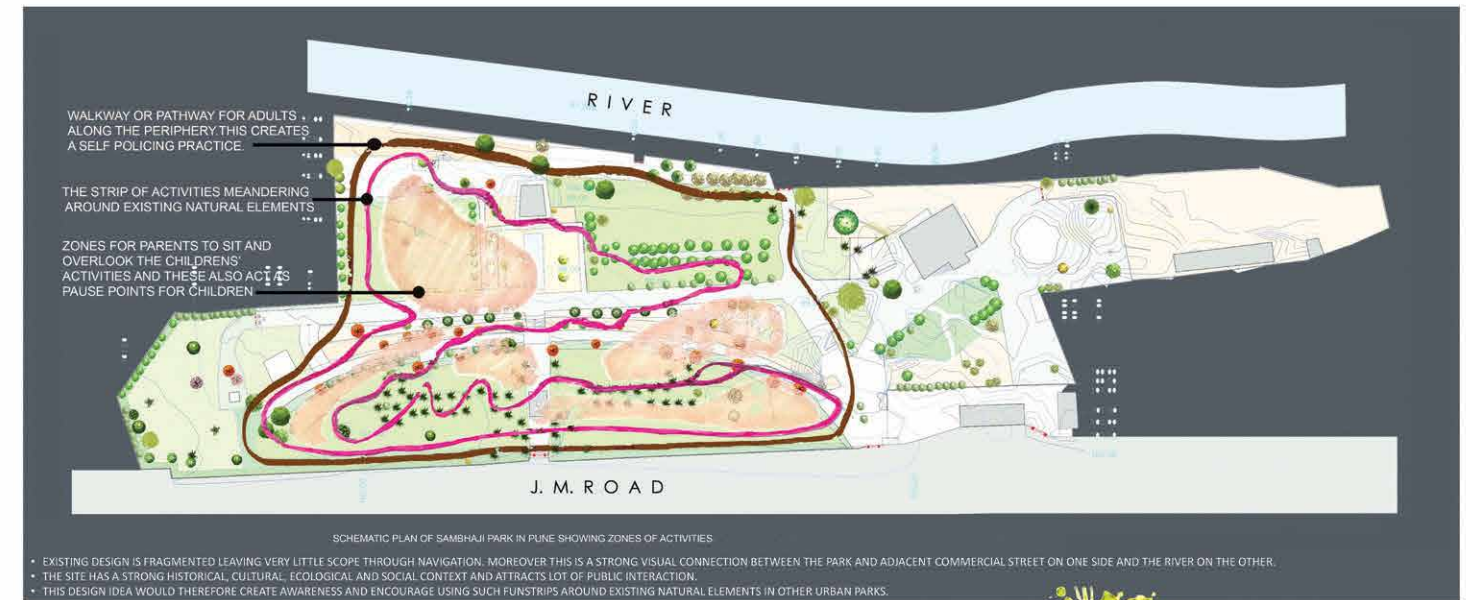 RIVER
WALKWAY OR PATHWAY FOR ADULTS
ALONG THE PERIPHERY.THIS CREATES
A SELF POLICING PRACTICE.
THE STRIP OF ACTIVITIES MEANDERING
AROUND EXISTING NATURAL ELEMENTS
ZONES FOR PARENTS TO SIT AND
OVERLOOK THE CHILDRENS'
ACTIVITIES AND THESE ALSO ACT AS
PAUSE POINTS FOR CHILDREN
J. M. ROAD
SCHEMATIC PLAN OF SAMBHAJI PARK IN PUNE SHOWING ZONES OF ACTIVITIES
• EXISTING DESIGN IS FRAGMENTED LEAVING VERY LITTLE SCOPE THROUGH NAVIGATION. MOREOVER THIS IS A STRONG VISUAL CONNECTION BETWEEN THE PARK AND ADJACENT COMMERCIAL STREET ON ONE SIDE AND THE RIVER ON THE OTHER.
• THE SITE HAS A STRONG HISTORICAL, CULTURAL, ECOLOGICAL AND SOCIAL CONTEXT AND ATTRACTS LOT OF PUBLIC INTERACTION.
• THIS DESIGN IDEA WOULD THEREFORE CREATE AWARENESS AND ENCOURAGE USING SUCH FUNSTRIPS AROUND EXISTING NATURAL ELEMENTS IN OTHER URBAN PARKS.